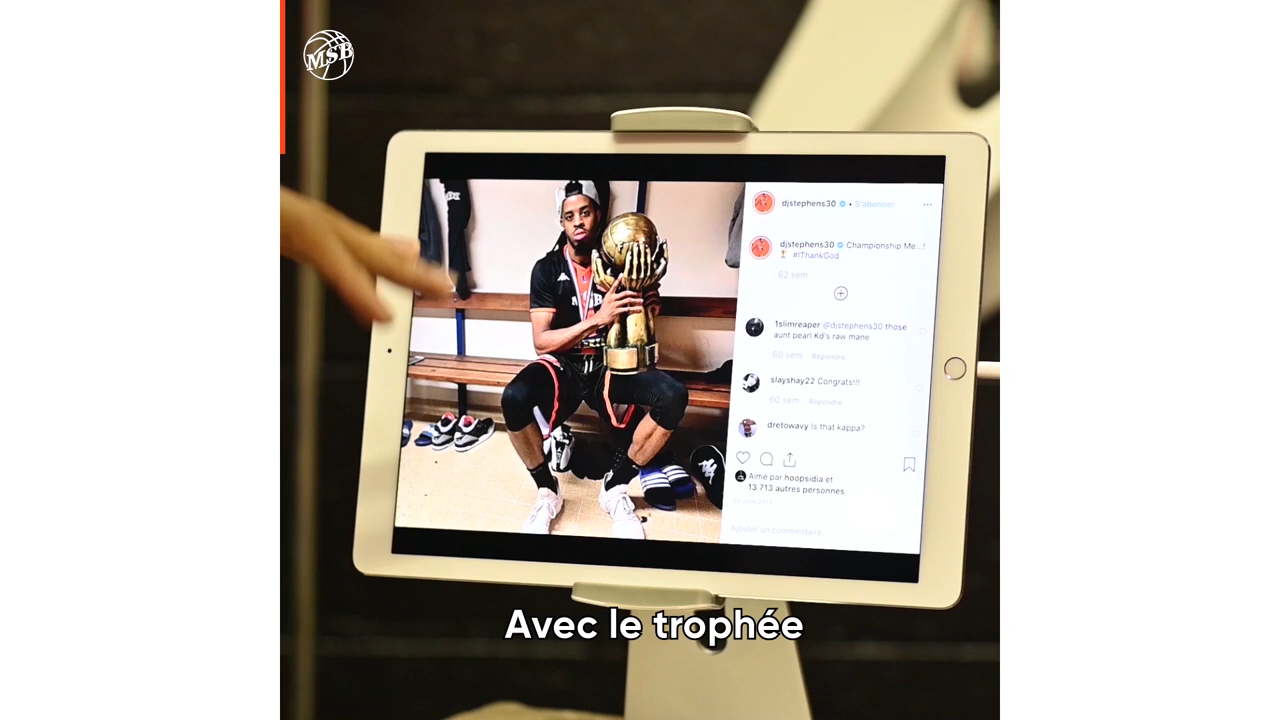 MSB
MSB
djstephens30 • S'abonner
djstephens30 Championship Me...!
🏆 #IThankGod
62 sem
1slimreaper @djstephens30 those
aunt pearl Kd's raw mane
60 sem Répondre
slayshay22 Congrats!!!
60 sem Répondre
dretowavy Is that kappa?
Aimé par hoopsidia et
13 713 autres personnes
Ajouter un commentaire...
Avec le trophée